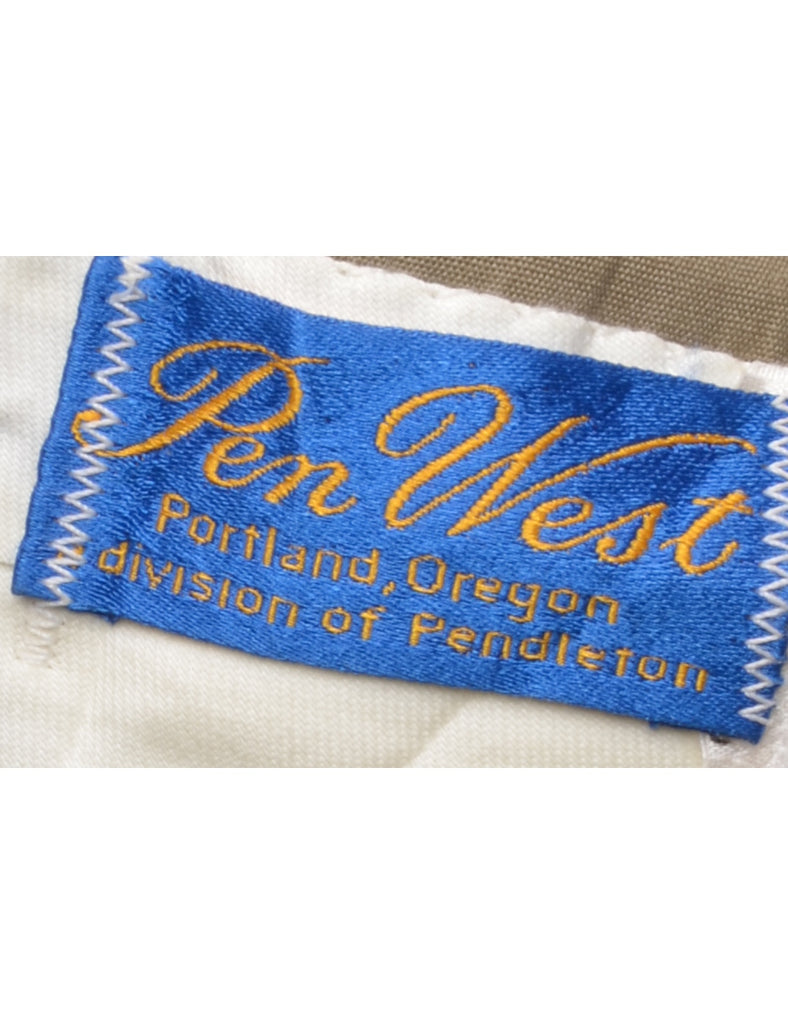 Pen West
Portland, Oregon
a division of Pendleton